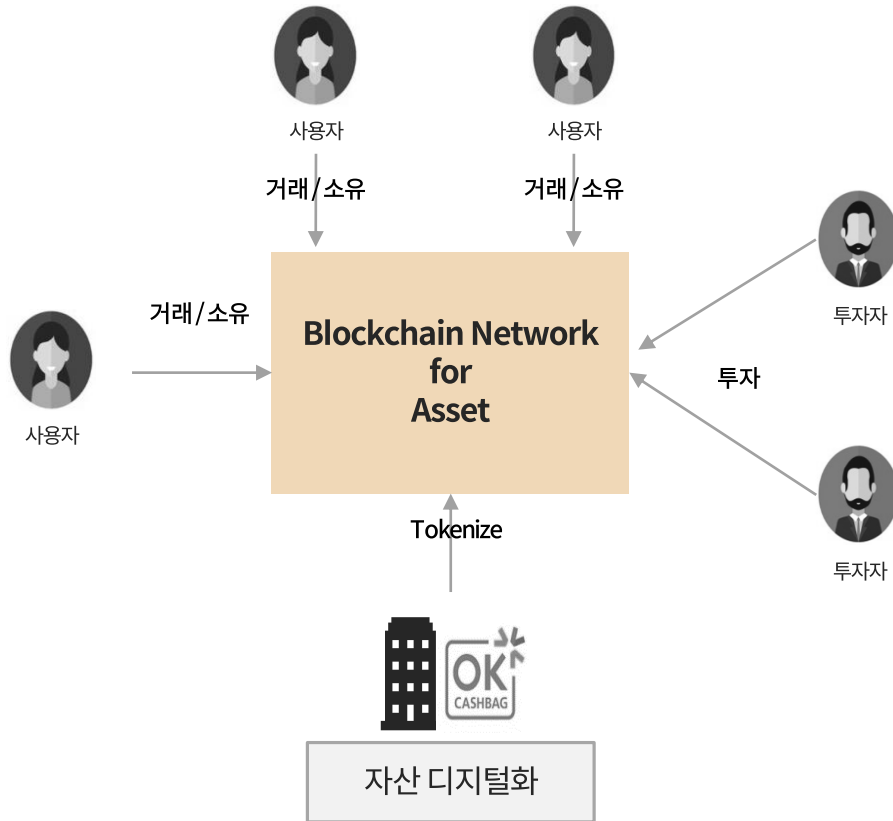 사용자
사용자
거래/소유
거래/소유
투자자
거래/소유
Blockchain Network
for
Asset
투자
사용자
Tokenize
투자자
OK
CASHBAG
자산 디지털화